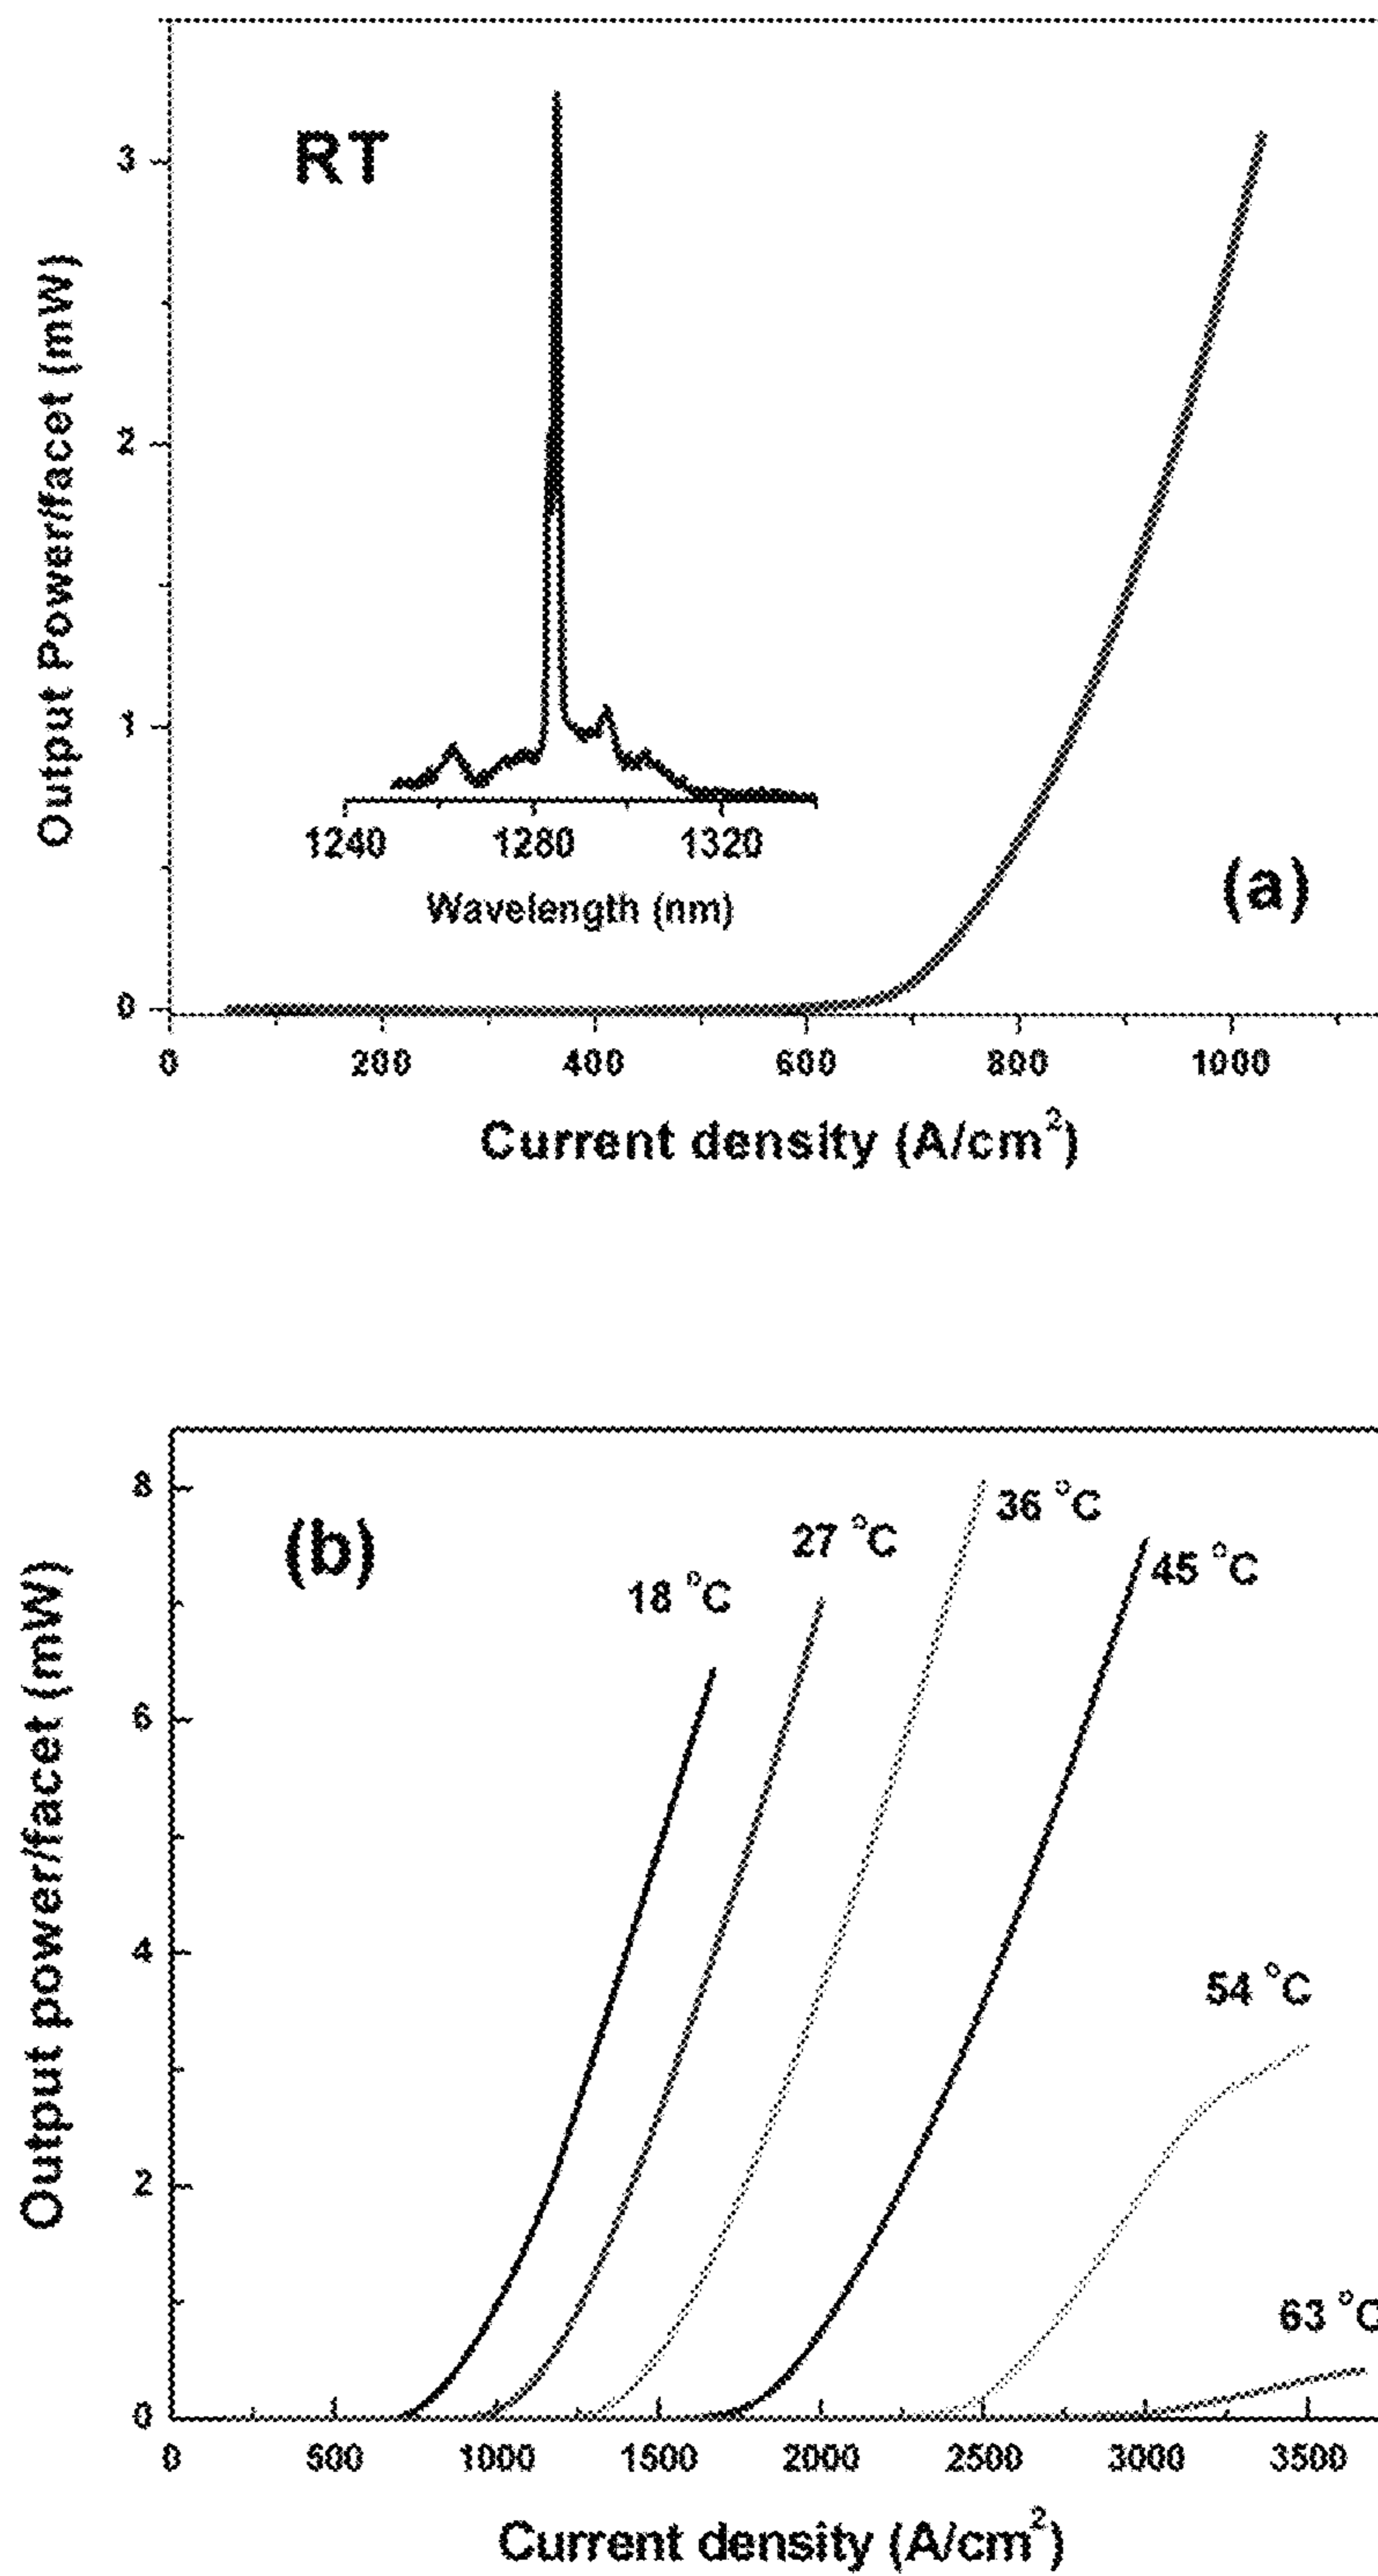 RT
3
2
1
0
Output Power/facet (mW)
1240 1280 1320
Wavelength (nm)
(a)
0 200 400 600 800 1000
Current density (A/cm²)
(b)
18 °C
27 °C
36 °C
45 °C
54 °C
63 °C
8
6
4
2
0
Output power/facet (mW)
0 500 1000 1500 2000 2500 3000 3500
Current density (A/cm²)